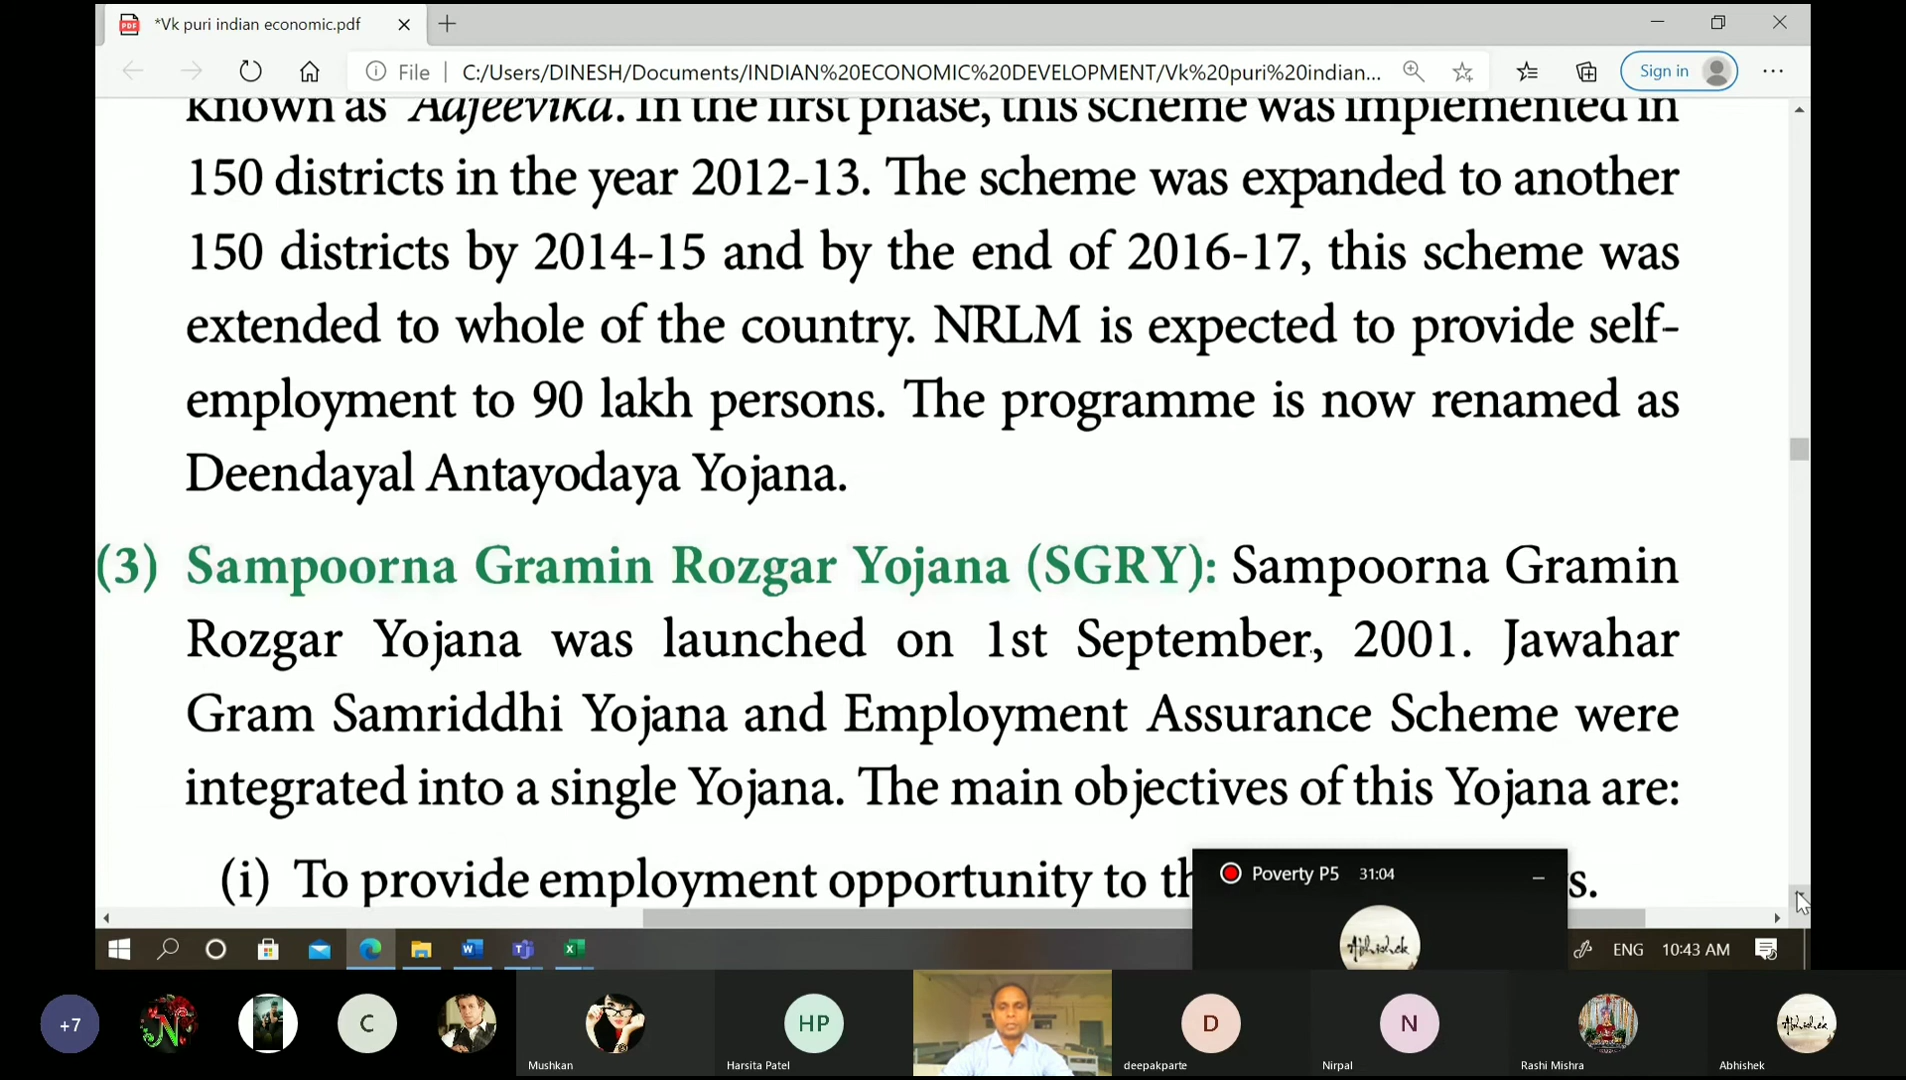 *Vk puri indian economic.pdf
File
C:/Users/DINESH/Documents/INDIAN%20ECONOMIC%20DEVELOPMENT/Vk%20puri%20indian...
Sign in
known as Aajeevika. In the first phase, this scheme was implemented in
150 districts in the year 2012-13. The scheme was expanded to another
150 districts by 2014-15 and by the end of 2016-17, this scheme was
extended to whole of the country. NRLM is expected to provide self-
employment to 90 lakh persons. The programme is now renamed as
Deendayal Antayodaya Yojana.
(3) Sampoorna Gramin Rozgar Yojana (SGRY): Sampoorna Gramin
Rozgar Yojana was launched on 1st September, 2001. Jawahar
Gram Samriddhi Yojana and Employment Assurance Scheme were
integrated into a single Yojana. The main objectives of this Yojana are:
(i) To provide employment opportunity to th
s.
Poverty P5 31:04
Abhishek
ENG 10:43 AM
+7
N
C
HP
D
N
Abhishek
Mushkan
Harsita Patel
deepakparte
Nirpal
Rashi Mishra
Abhishek